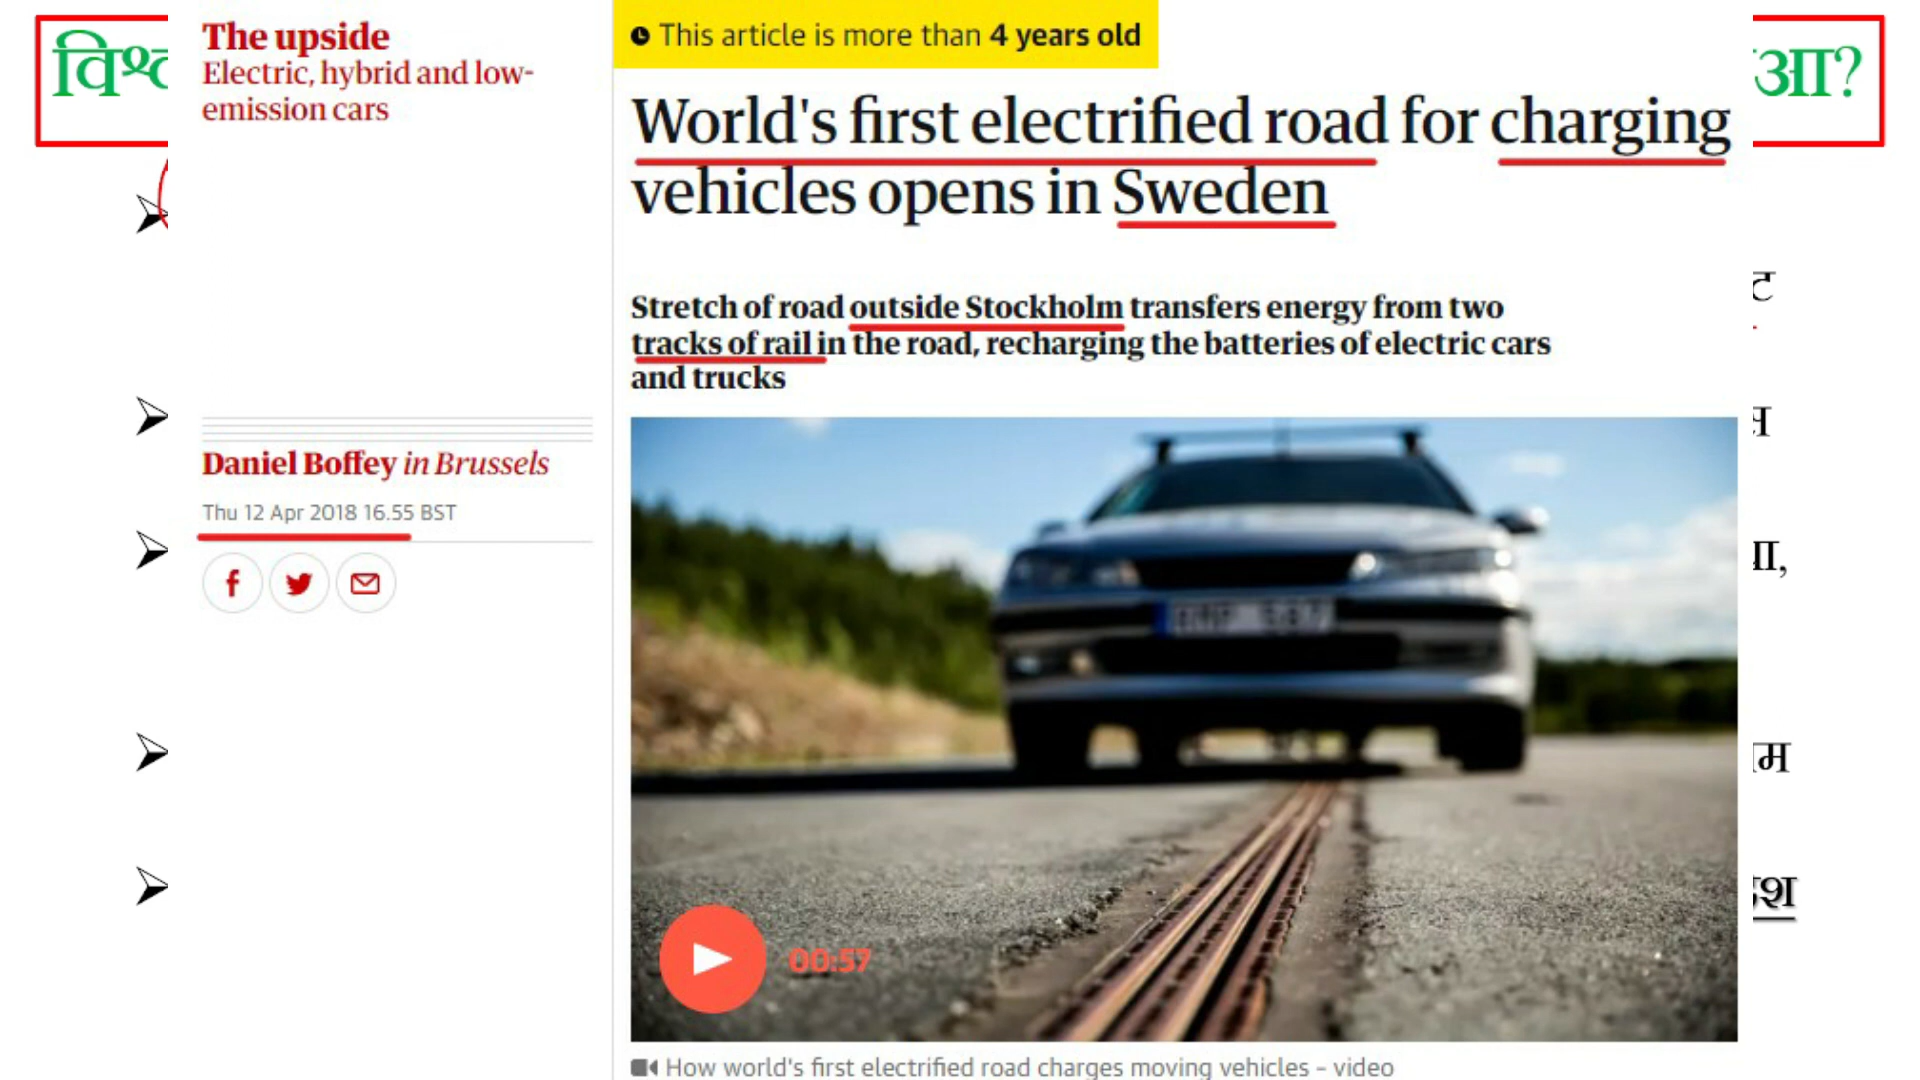 The upside
Electric, hybrid and low-
emission cars
This article is more than 4 years old
World's first electrified road for charging
vehicles opens in Sweden
Stretch of road outside Stockholm transfers energy from two
tracks of rail in the road, recharging the batteries of electric cars
and trucks
Daniel Boffey in Brussels
Thu 12 Apr 2018 16.55 BST
00:57
How world's first electrified road charges moving vehicles – video